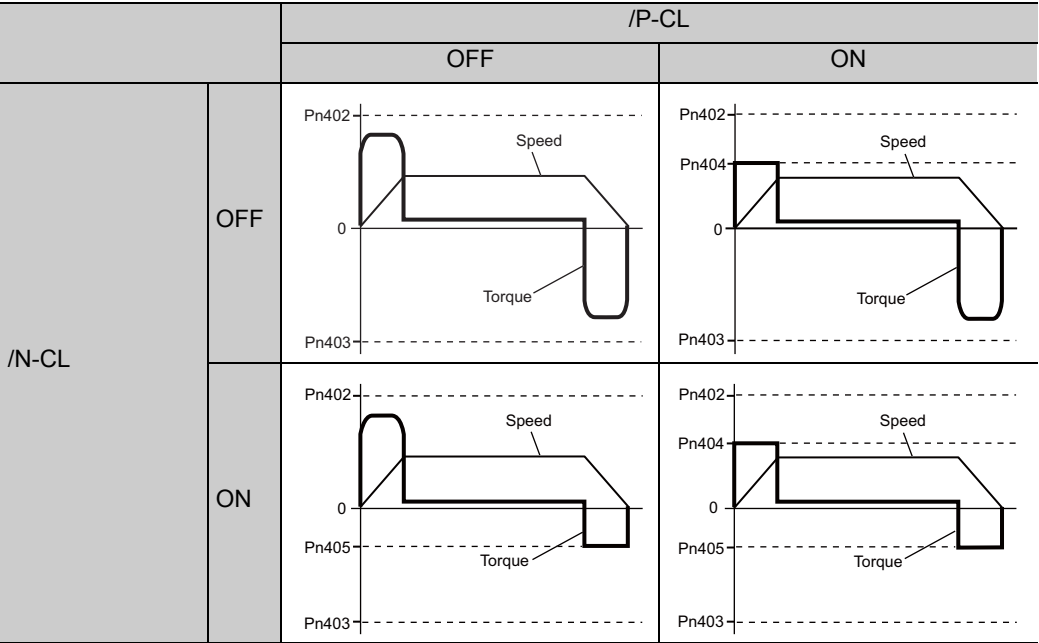 /P-CL
OFF
ON
/N-CL
OFF
Pn402
Speed
0
Torque
Pn403
Pn402
Pn404
Speed
0
Torque
Pn403
ON
Pn402
Speed
0
Pn405
Torque
Pn403
Pn402
Pn404
Speed
0
Pn405
Torque
Pn403